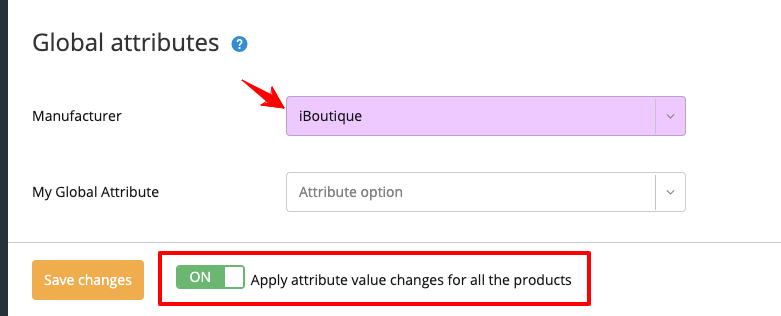 Global attributes ?
Manufacturer
iBoutique
My Global Attribute
Attribute option
Save changes
ON
Apply attribute value changes for all the products